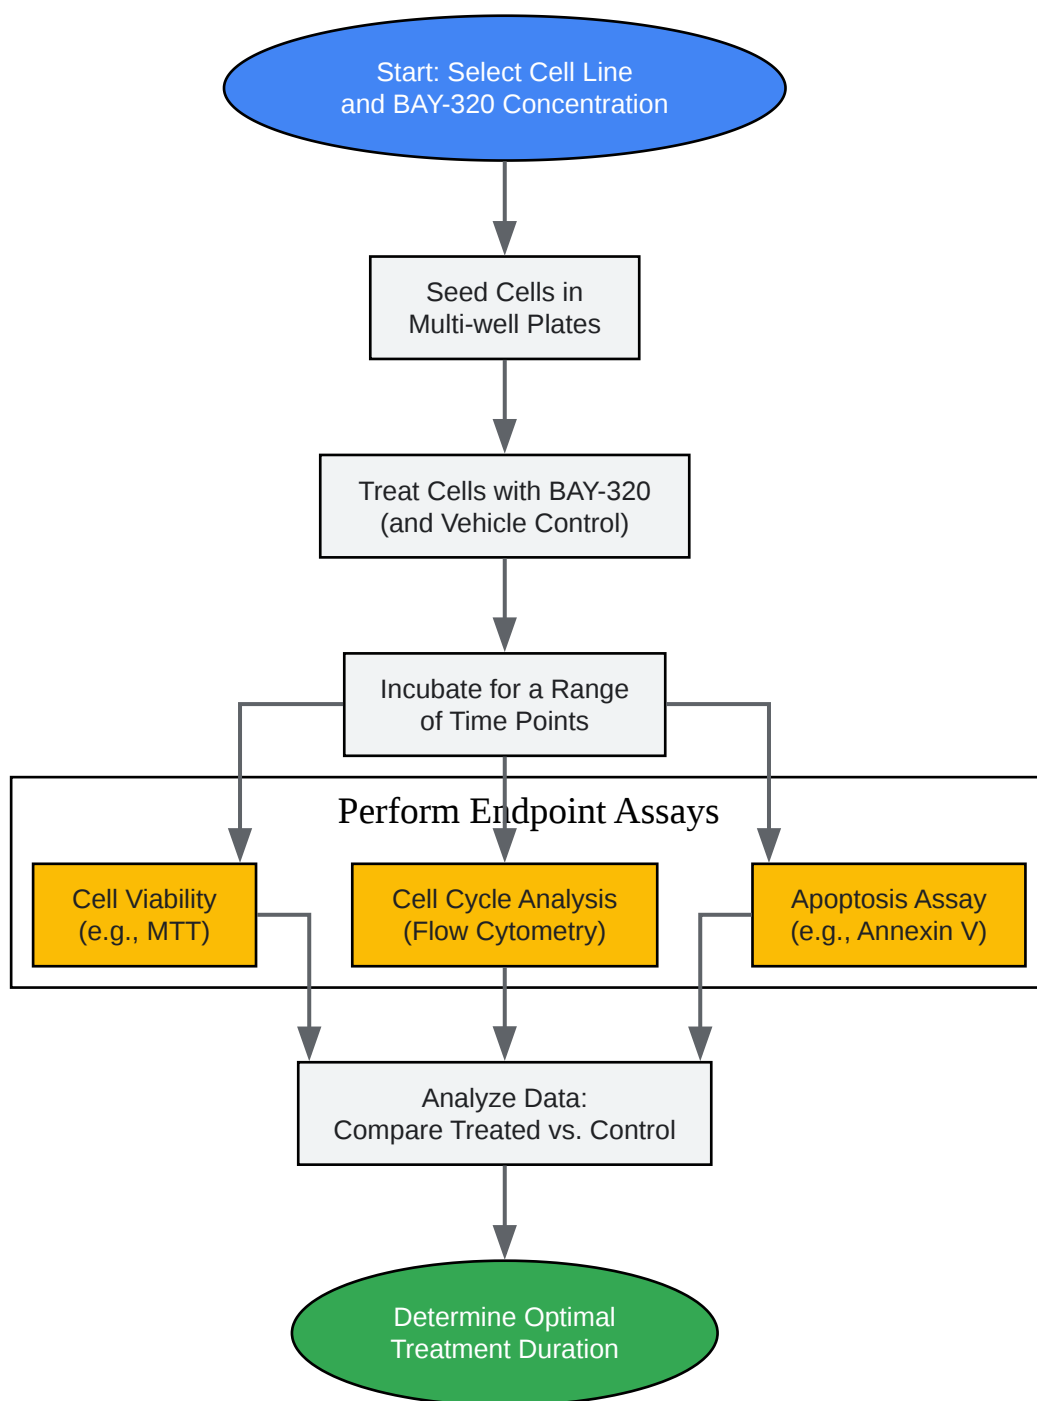 Start: Select Cell Line
and BAY-320 Concentration
Seed Cells in
Multi-well Plates
Treat Cells with BAY-320
(and Vehicle Control)
Incubate for a Range
of Time Points
Perform Endpoint Assays
Cell Viability
(e.g., MTT)
Cell Cycle Analysis
(Flow Cytometry)
Apoptosis Assay
(e.g., Annexin V)
Analyze Data:
Compare Treated vs. Control
Determine Optimal
Treatment Duration